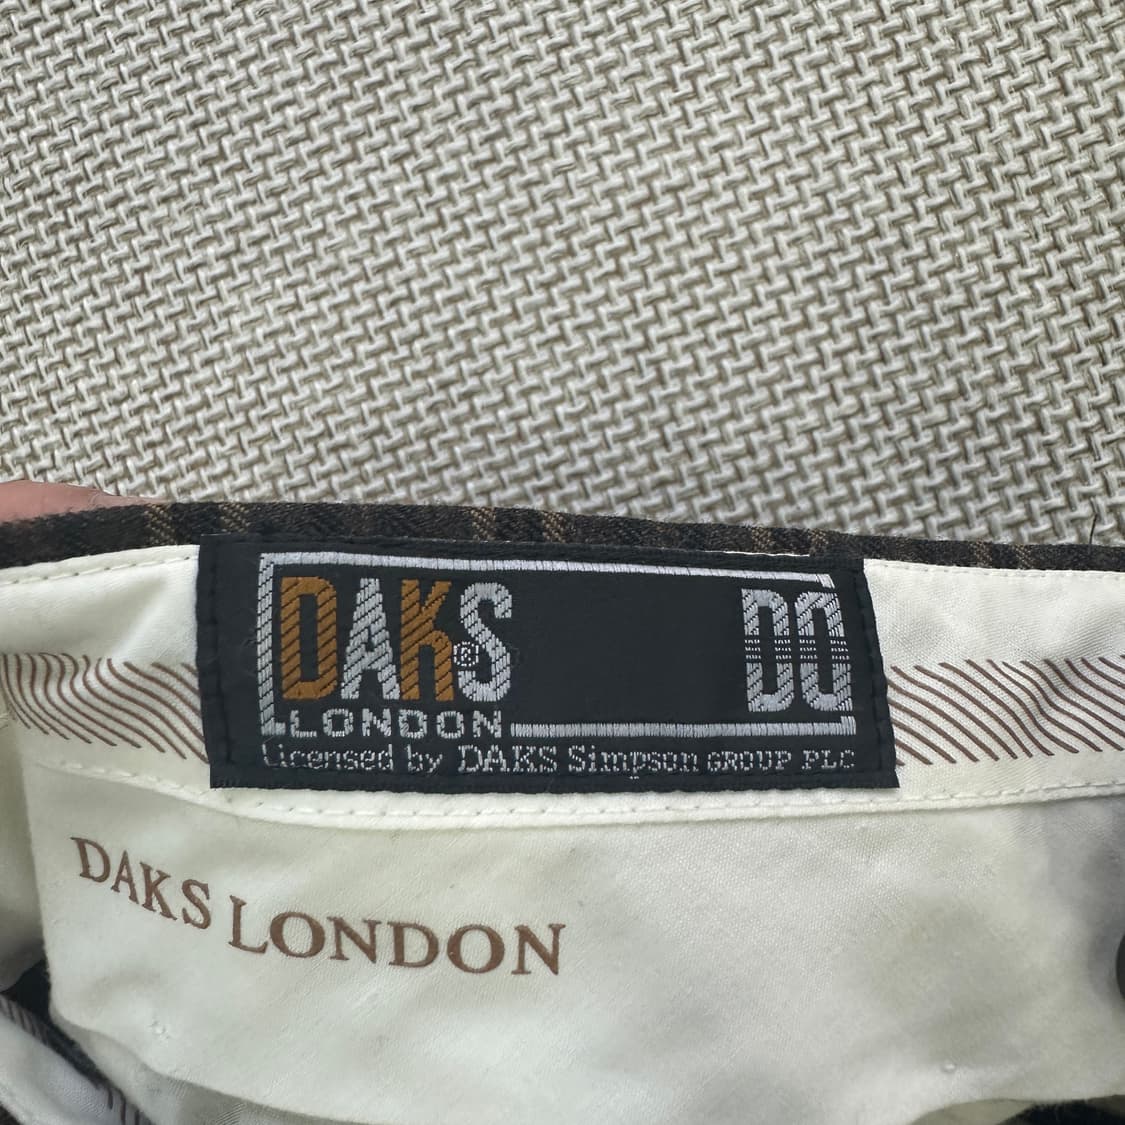 DAKS ® DO
LONDON
Licensed by DAKS Simpson GROUP PLC
DAKS LONDON